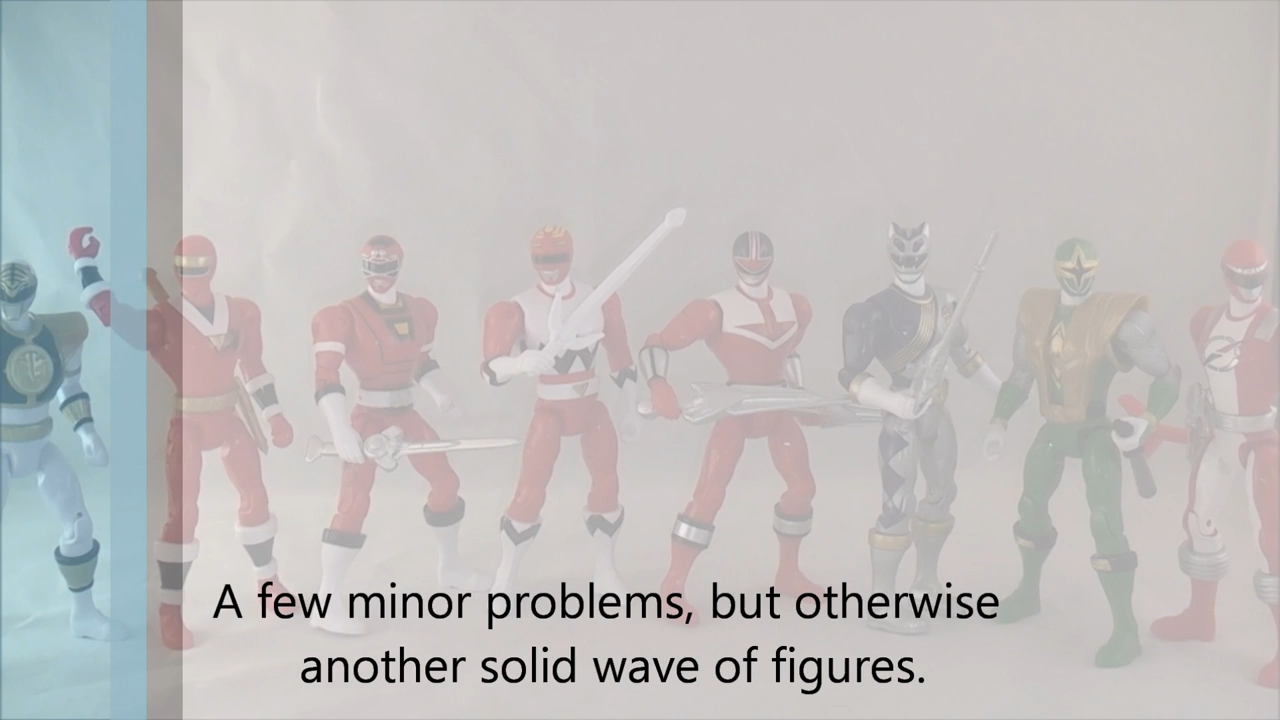 A few minor problems, but otherwise
another solid wave of figures.